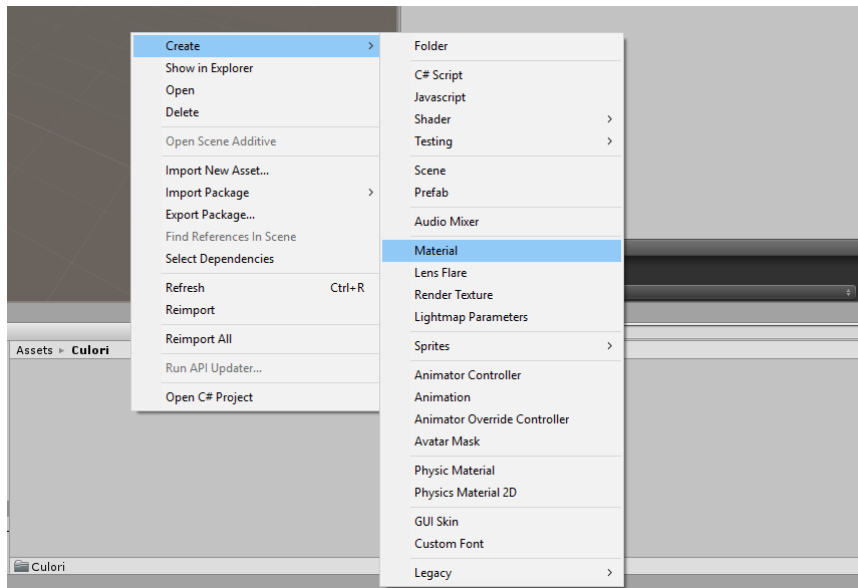 Create
Show in Explorer
Open
Delete
Open Scene Additive
Import New Asset...
Import Package
Export Package...
Find References In Scene
Select Dependencies
Refresh Ctrl+R
Reimport
Reimport All
Run API Updater...
Open C# Project
Folder
C# Script
Javascript
Shader
Testing
Scene
Prefab
Audio Mixer
Material
Lens Flare
Render Texture
Lightmap Parameters
Sprites
Animator Controller
Animation
Animator Override Controller
Avatar Mask
Physic Material
Physics Material 2D
GUI Skin
Custom Font
Legacy
Assets ▸ Culori
Culori